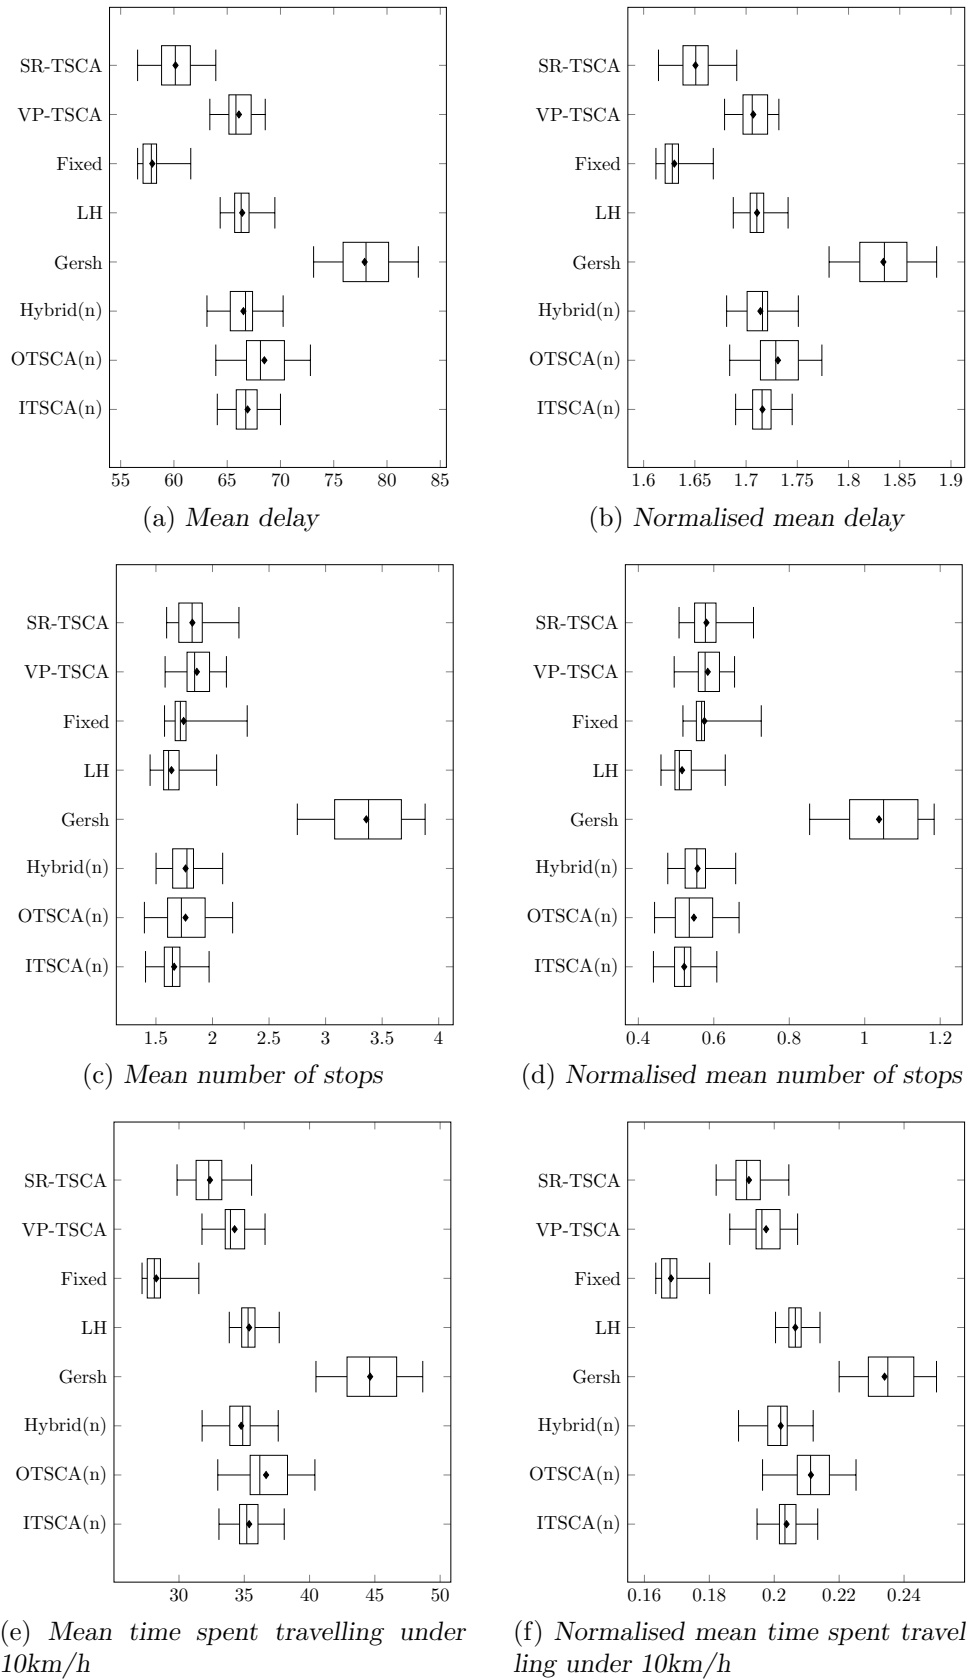 SR-TSCA
VP-TSCA
Fixed
LH
Gersh
Hybrid(n)
OTSCA(n)
ITSCA(n)
55 60 65 70 75 80 85
(a) Mean delay
SR-TSCA
VP-TSCA
Fixed
LH
Gersh
Hybrid(n)
OTSCA(n)
ITSCA(n)
1.6 1.65 1.7 1.75 1.8 1.85 1.9
(b) Normalised mean delay
SR-TSCA
VP-TSCA
Fixed
LH
Gersh
Hybrid(n)
OTSCA(n)
ITSCA(n)
1.5 2 2.5 3 3.5 4
(c) Mean number of stops
SR-TSCA
VP-TSCA
Fixed
LH
Gersh
Hybrid(n)
OTSCA(n)
ITSCA(n)
0.4 0.6 0.8 1 1.2
(d) Normalised mean number of stops
SR-TSCA
VP-TSCA
Fixed
LH
Gersh
Hybrid(n)
OTSCA(n)
ITSCA(n)
30 35 40 45 50
(e) Mean time spent travelling under
10km/h
SR-TSCA
VP-TSCA
Fixed
LH
Gersh
Hybrid(n)
OTSCA(n)
ITSCA(n)
0.16 0.18 0.2 0.22 0.24
(f) Normalised mean time spent travel
ling under 10km/h